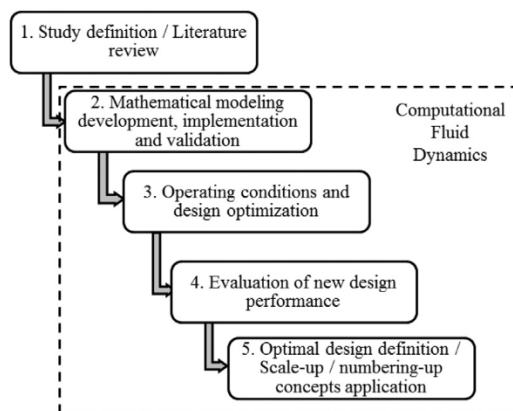 1. Study definition / Literature
review
2. Mathematical modeling
development, implementation
and validation
Computational
Fluid
Dynamics
3. Operating conditions and
design optimization
4. Evaluation of new design
performance
5. Optimal design definition /
Scale-up / numbering-up
concepts application